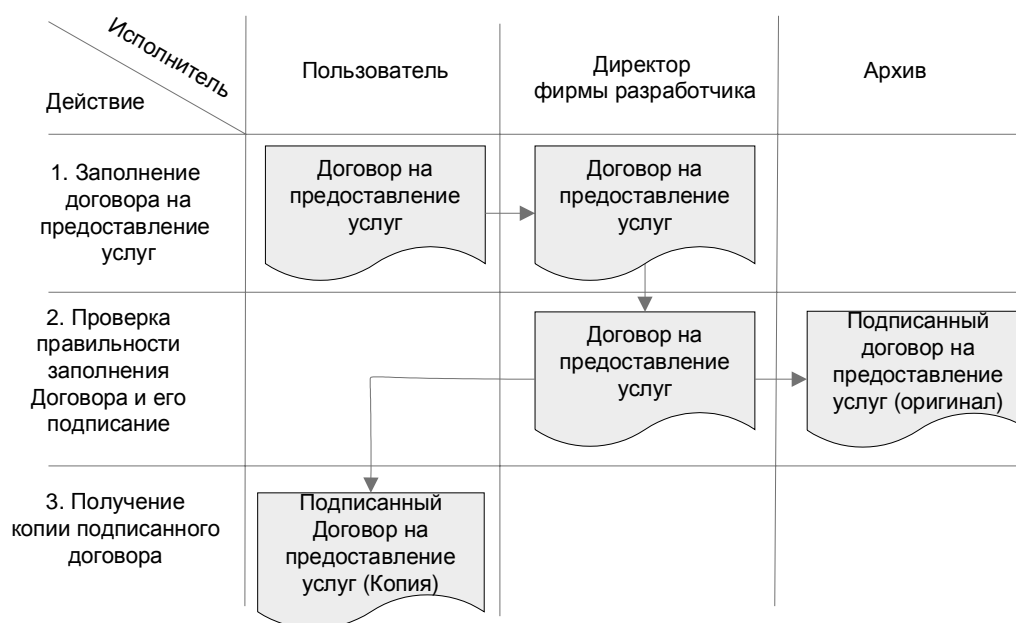 Исполнитель
Действие
Пользователь
Директор
фирмы разработчика
Архив
1. Заполнение
договора на
предоставление
услуг
Договор на
предоставление
услуг
Договор на
предоставление
услуг
2. Проверка
правильности
заполнения
Договора и его
подписание
Договор на
предоставление
услуг
Подписанный
договор на
предоставление
услуг (оригинал)
3. Получение
копии подписанного
договора
Подписанный
Договор на
предоставление
услуг (Копия)